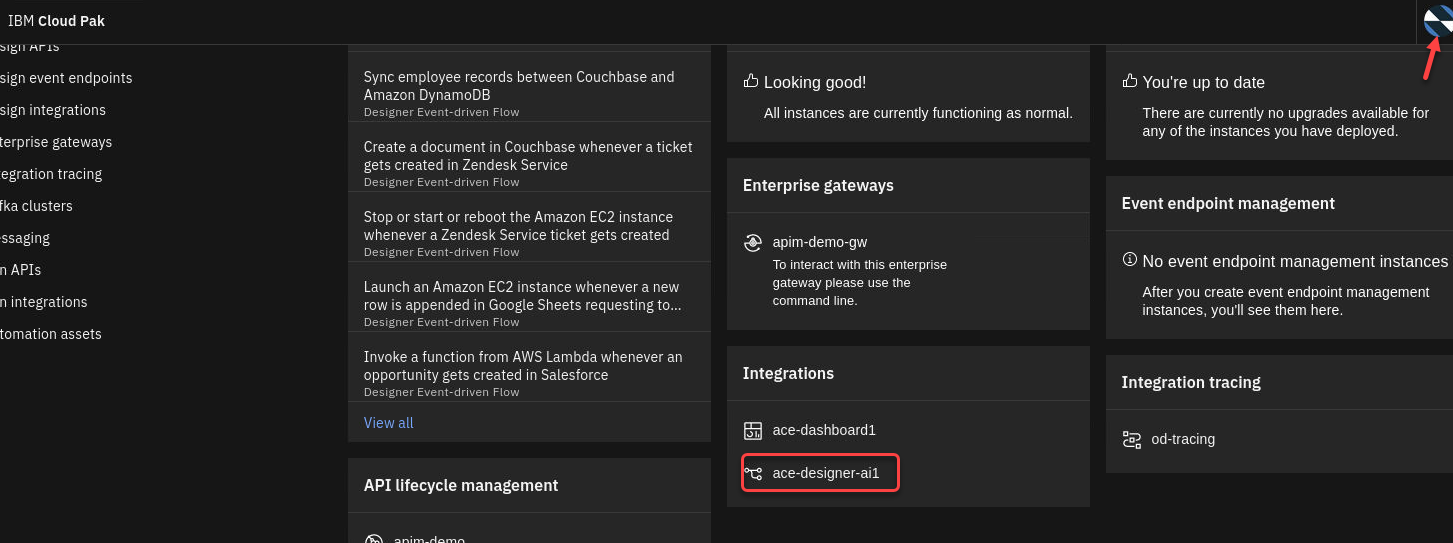 IBM Cloud Pak
sign APIs
sign event endpoints
sign integrations
terprise gateways
egration tracing
fka clusters
essaging
n APIs
n integrations
tomation assets
Sync employee records between Couchbase and
Amazon DynamoDB
Designer Event-driven Flow
Create a document in Couchbase whenever a ticket
gets created in Zendesk Service
Designer Event-driven Flow
Stop or start or reboot the Amazon EC2 instance
whenever a Zendesk Service ticket gets created
Designer Event-driven Flow
Launch an Amazon EC2 instance whenever a new
row is appended in Google Sheets requesting to...
Designer Event-driven Flow
Invoke a function from AWS Lambda whenever an
opportunity gets created in Salesforce
Designer Event-driven Flow
View all
API lifecycle management
apim-demo
Looking good!
All instances are currently functioning as normal.
Enterprise gateways
apim-demo-gw
To interact with this enterprise
gateway please use the
command line.
Integrations
ace-dashboard1
ace-designer-ai1
You're up to date
There are currently no upgrades available for
any of the instances you have deployed.
Event endpoint management
No event endpoint management instances
After you create event endpoint management
instances, you'll see them here.
Integration tracing
od-tracing